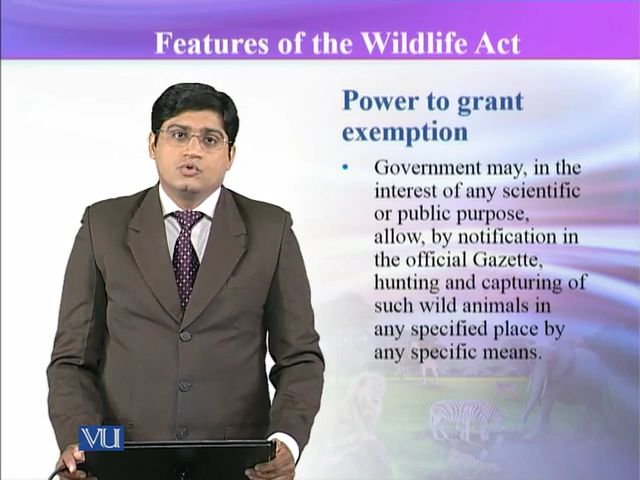 Features of the Wildlife Act
Power to grant
exemption
• Government may, in the
interest of any scientific
or public purpose,
allow, by notification in
the official Gazette,
hunting and capturing of
such wild animals in
any specified place by
any specific means.
VU